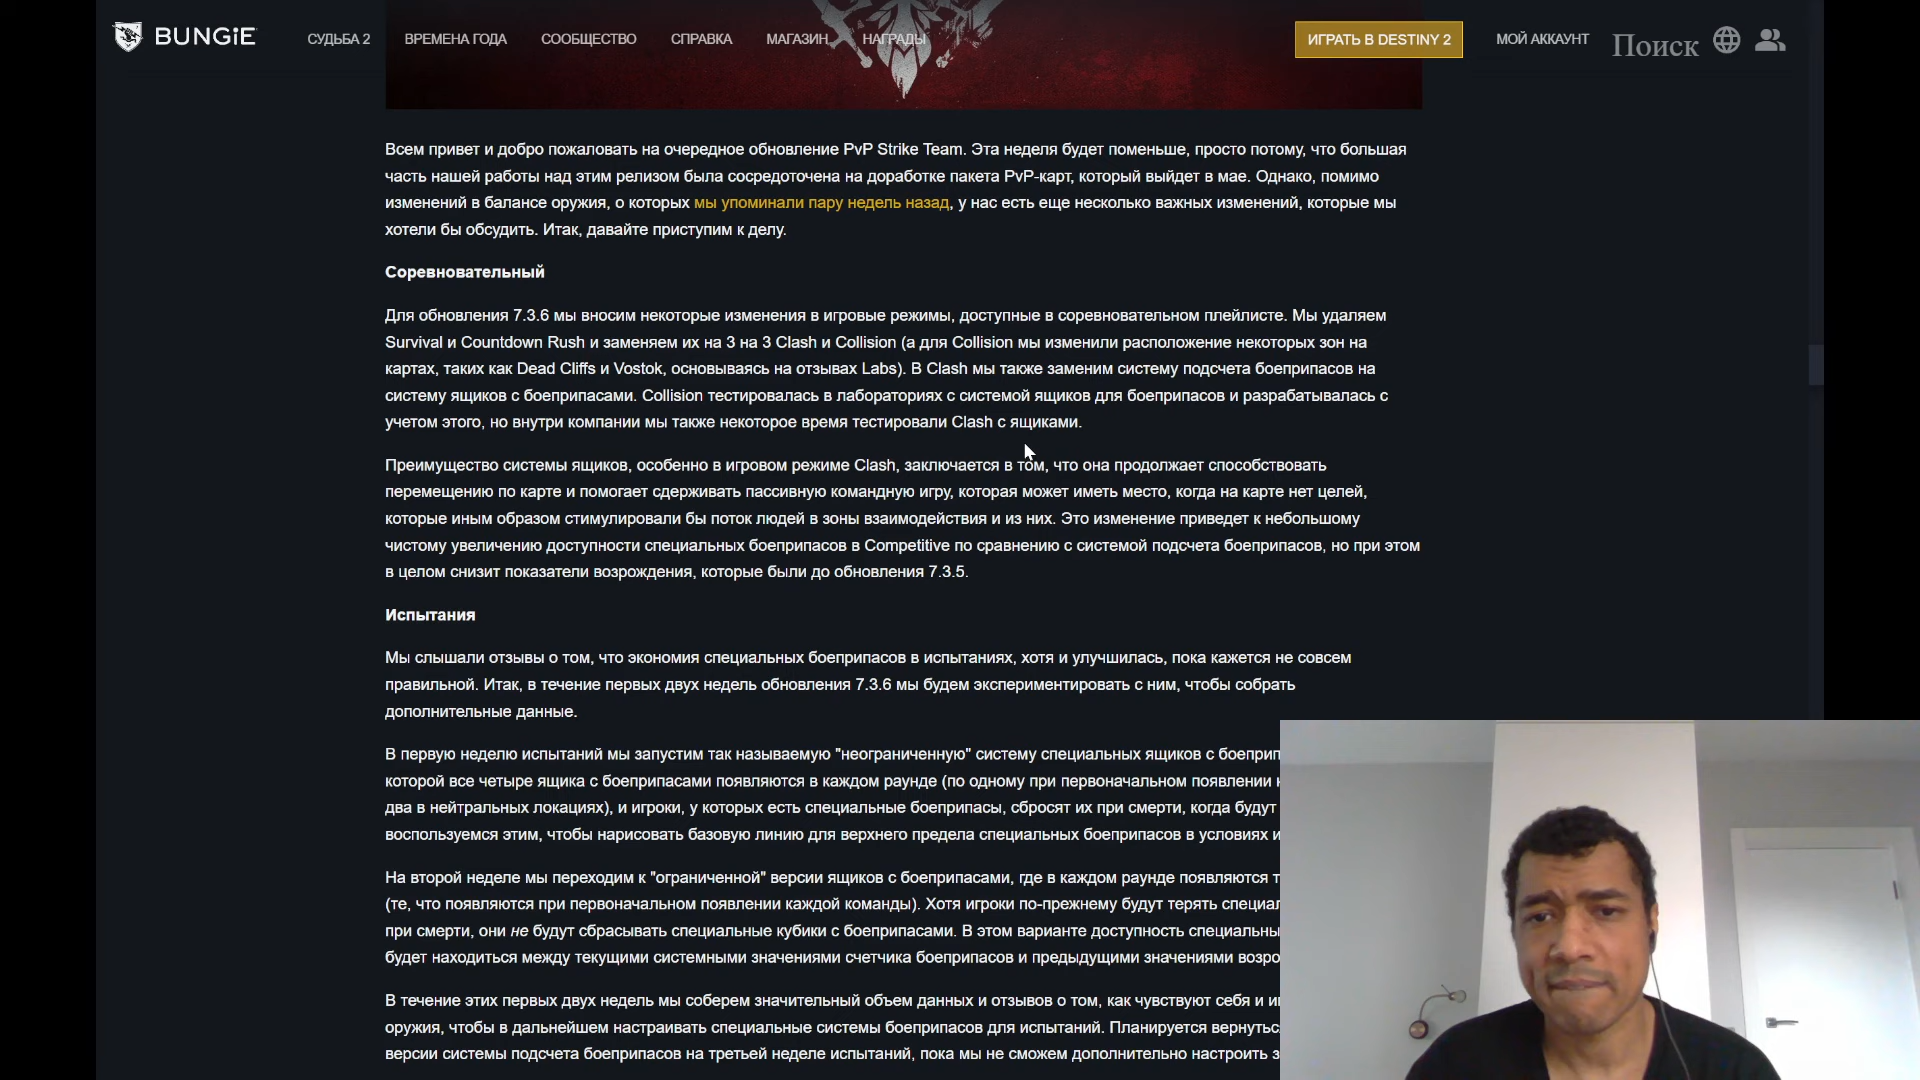 BUNGiE
СУДЬБА 2 ВРЕМЕНА ГОДА СООБЩЕСТВО СПРАВКА МАГАЗИН НАГРАДЫ ИГРАТЬ В DESTINY 2 МОЙ АККАУНТ Поиск
Всем привет и добро пожаловать на очередное обновление PvP Strike Team. Эта неделя будет поменьше, просто потому, что большая
часть нашей работы над этим релизом была сосредоточена на доработке пакета PvP-карт, который выйдет в мае. Однако, помимо
изменений в балансе оружия, о которых мы упоминали пару недель назад, у нас есть еще несколько важных изменений, которые мы
хотели бы обсудить. Итак, давайте приступим к делу.
Соревновательный
Для обновления 7.3.6 мы вносим некоторые изменения в игровые режимы, доступные в соревновательном плейлисте. Мы удаляем
Survival и Countdown Rush и заменяем их на 3 на 3 Clash и Collision (а для Collision мы изменили расположение некоторых зон на
картах, таких как Dead Cliffs и Vostok, основываясь на отзывах Labs). В Clash мы также заменим систему подсчета боеприпасов на
систему ящиков с боеприпасами. Collision тестировалась в лабораториях с системой ящиков для боеприпасов и разрабатывалась с
учетом этого, но внутри компании мы также некоторое время тестировали Clash с ящиками.
Преимущество системы ящиков, особенно в игровом режиме Clash, заключается в том, что она продолжает способствовать
перемещению по карте и помогает сдерживать пассивную командную игру, которая может иметь место, когда на карте нет целей,
которые иным образом стимулировали бы поток людей в зоны взаимодействия и из них. Это изменение приведет к небольшому
чистому увеличению доступности специальных боеприпасов в Competitive по сравнению с системой подсчета боеприпасов, но при этом
в целом снизит показатели возрождения, которые были до обновления 7.3.5.
Испытания
Мы слышали отзывы о том, что экономия специальных боеприпасов в испытаниях, хотя и улучшилась, пока кажется не совсем
правильной. Итак, в течение первых двух недель обновления 7.3.6 мы будем экспериментировать с ним, чтобы собрать
дополнительные данные.
В первую неделю испытаний мы запустим так называемую "неограниченную" систему специальных ящиков с боеприп
которой все четыре ящика с боеприпасами появляются в каждом раунде (по одному при первоначальном появлении
два в нейтральных локациях), и игроки, у которых есть специальные боеприпасы, сбросят их при смерти, когда будут
воспользуемся этим, чтобы нарисовать базовую линию для верхнего предела специальных боеприпасов в условиях и
На второй неделе мы переходим к "ограниченной" версии ящиков с боеприпасами, где в каждом раунде появляются т
(те, что появляются при первоначальном появлении каждой команды). Хотя игроки по-прежнему будут терять специал
при смерти, они не будут сбрасывать специальные кубики с боеприпасами. В этом варианте доступность специальны
будет находиться между текущими системными значениями счетчика боеприпасов и предыдущими значениями возро
В течение этих первых двух недель мы соберем значительный объем данных и отзывов о том, как чувствуют себя и и
оружия, чтобы в дальнейшем настраивать специальные системы боеприпасов для испытаний. Планируется вернутьс
версии системы подсчета боеприпасов на третьей неделе испытаний, пока мы не сможем дополнительно настроить з